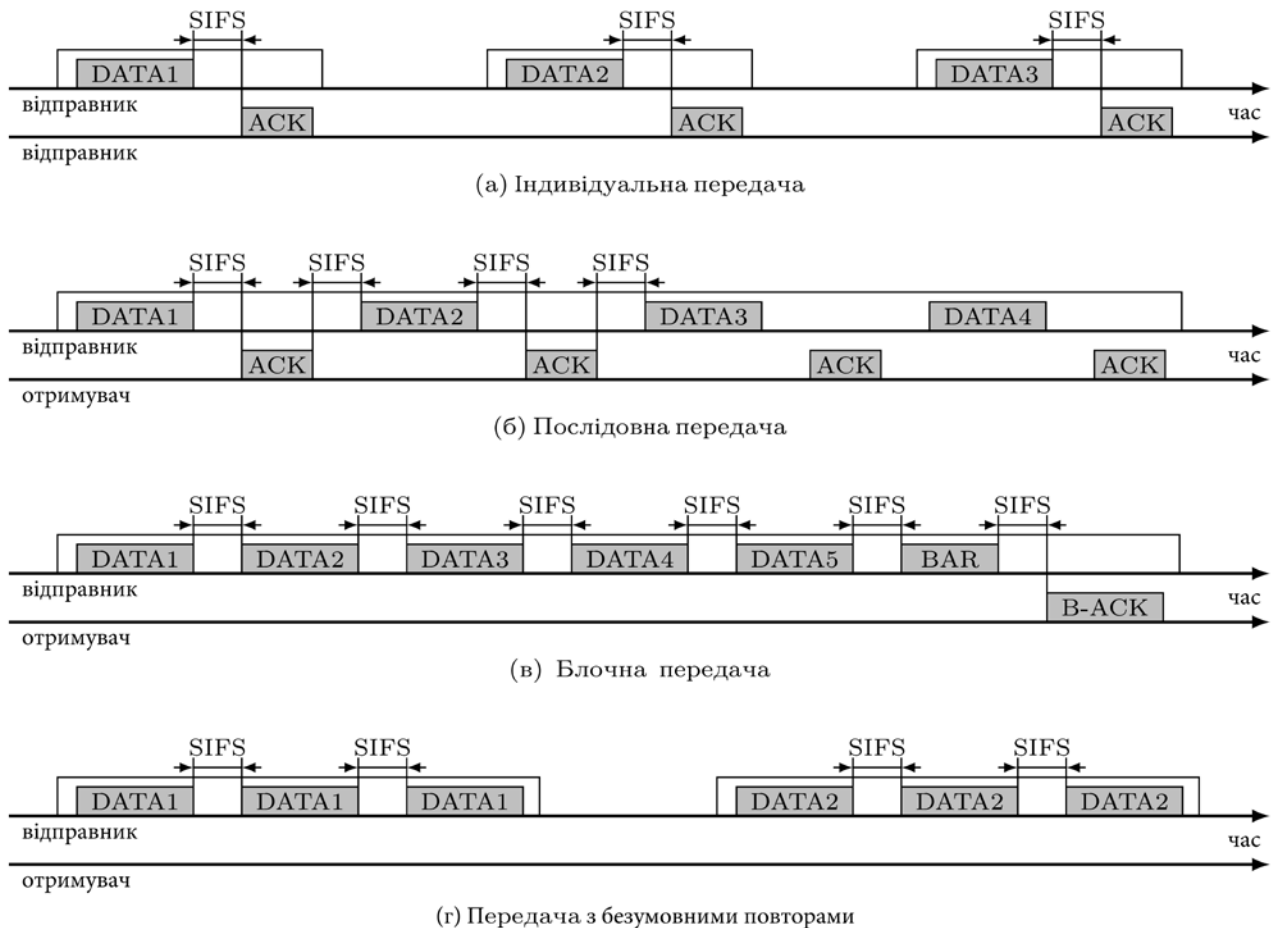 SIFS SIFS SIFS
DATA1 DATA2 DATA3
відправник час
ACK ACK ACK
відправник
(а) Індивідуальна передача
SIFS SIFS SIFS SIFS
DATA1 DATA2 DATA3 DATA4
відправник час
ACK ACK ACK ACK
отримувач
(б) Послідовна передача
SIFS SIFS SIFS SIFS SIFS SIFS
DATA1 DATA2 DATA3 DATA4 DATA5 BAR
відправник час
B-ACK
отримувач
(в) Блочна передача
SIFS SIFS SIFS SIFS
DATA1 DATA1 DATA1 DATA2 DATA2 DATA2
відправник час
отримувач
(г) Передача з безумовними повторами